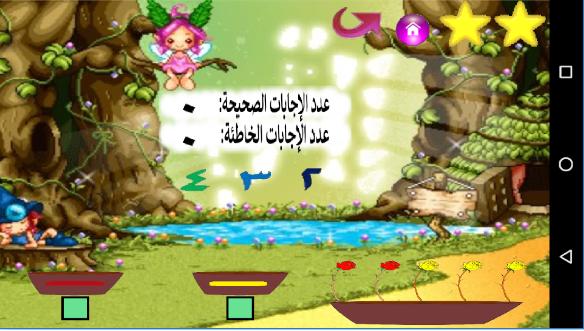 عدد الإجابات الصحيحة: ٠
عدد الإجابات الخاطئة: ٠
٢ ٣ ٤